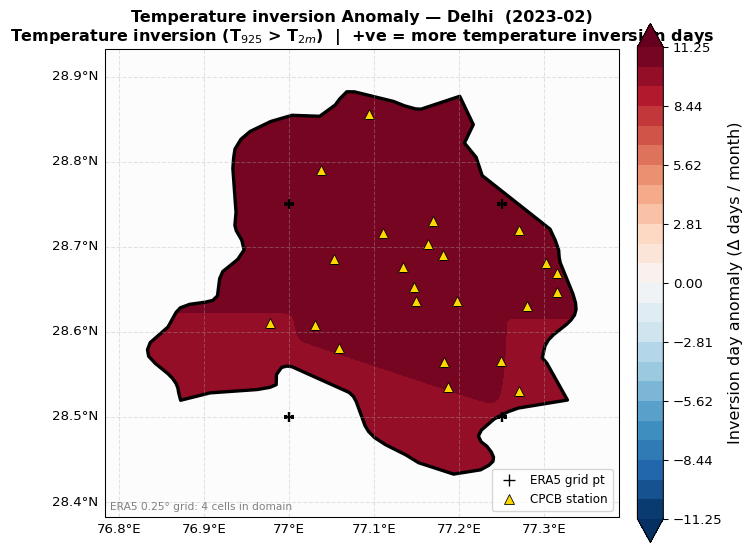 Temperature inversion Anomaly — Delhi  (2023-02)
Temperature inversion (T925 > T2m)  |  +ve = more temperature inversion days
28.9°N
28.8°N
28.7°N
28.6°N
28.5°N
28.4°N
76.8°E
76.9°E
77°E
77.1°E
77.2°E
77.3°E
ERA5 0.25° grid: 4 cells in domain
ERA5 grid pt
CPCB station
11.25
8.44
5.62
2.81
0.00
−2.81
−5.62
−8.44
−11.25
Inversion day anomaly (Δ days / month)